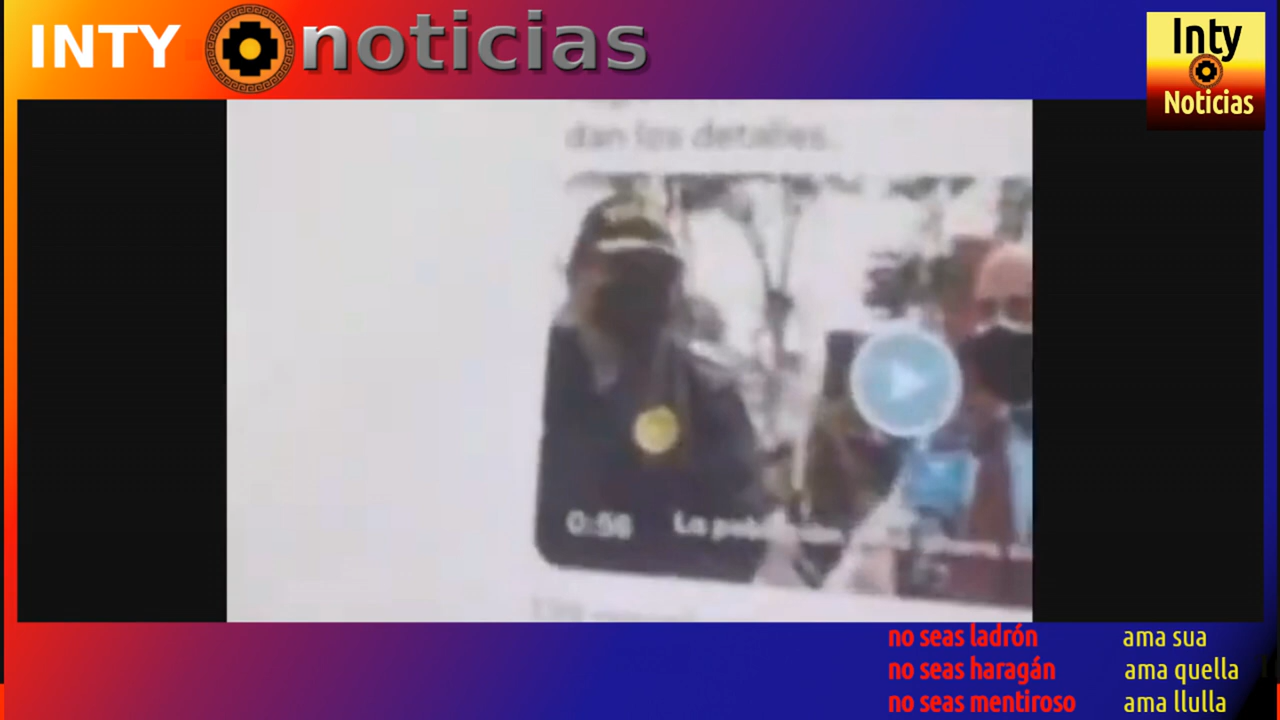 INTY noticias
Inty
Noticias
dan los detalles.
0:56
La
no seas ladrón ama sua
no seas haragán ama quella
no seas mentiroso ama llulla